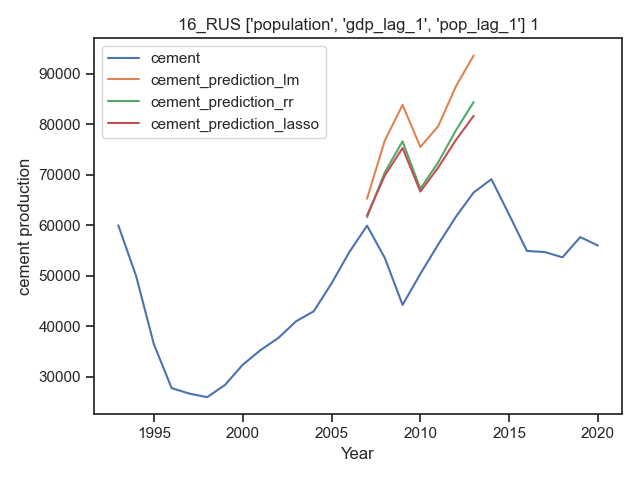 16_RUS ['population', 'gdp_lag_1', 'pop_lag_1'] 1
cement
cement_prediction_lm
cement_prediction_rr
cement_prediction_lasso
cement production
90000
80000
70000
60000
50000
40000
30000
1995
2000
2005
2010
2015
2020
Year